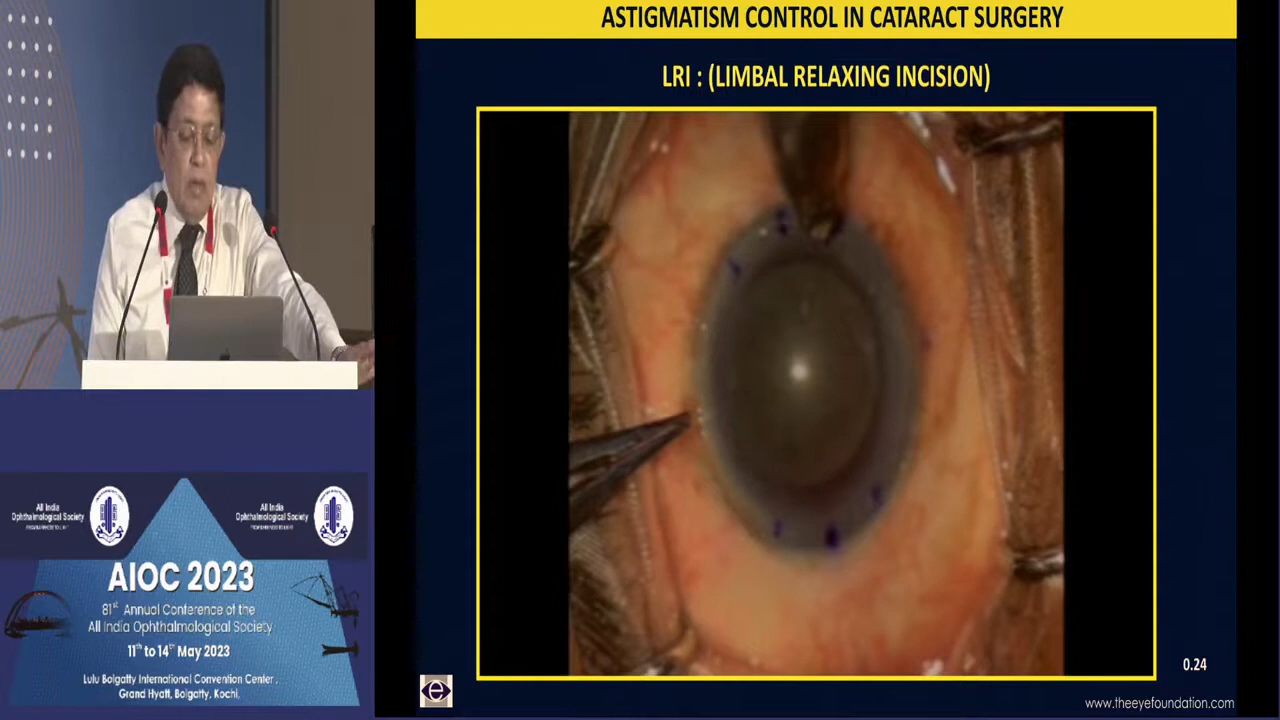 ASTIGMATISM CONTROL IN CATARACT SURGERY
LRI : (LIMBAL RELAXING INCISION)
All India
Ophthalmological Society
All India
Ophthalmological Society
AIOC 2023
81st Annual Conference of the
All India Ophthalmological Society
11th to 14th May 2023
Lulu Bolgatty International Convention Center ,
Grand Hyatt, Bolgatty, Kochi,
0.24
www.theeyefoundation.com